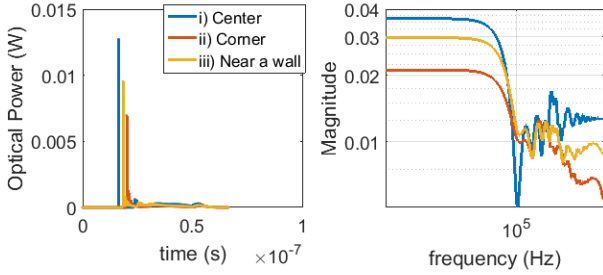 Optical Power (W)
0.015
0.01
0.005
0
0
0.5
1
time (s)
×10⁻⁷
i) Center
ii) Corner
iii) Near a wall
Magnitude
0.04
0.03
0.02
0.01
10⁵
frequency (Hz)